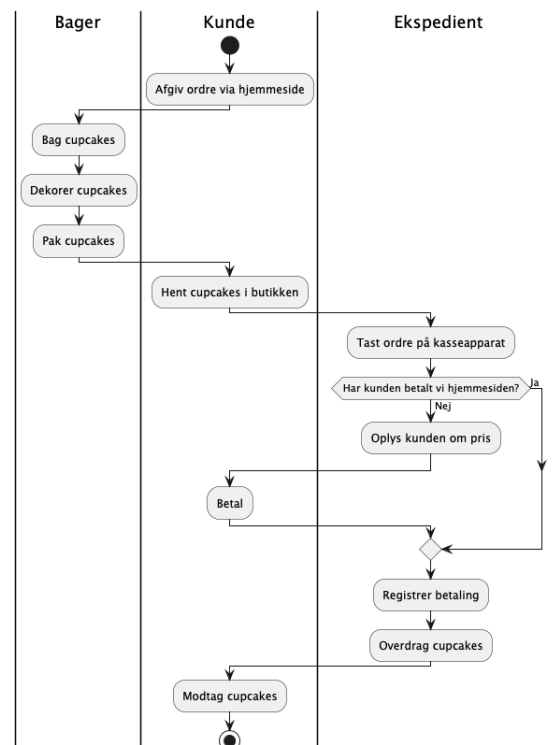 Bager
Kunde
Ekspedient
Afgiv ordre via hjemmeside
Bag cupcakes
Dekorer cupcakes
Pak cupcakes
Hent cupcakes i butikken
Tast ordre på kasseapparat
Har kunden betalt vi hjemmesiden?
Ja
Nej
Oplys kunden om pris
Betal
Registrer betaling
Overdrag cupcakes
Modtag cupcakes